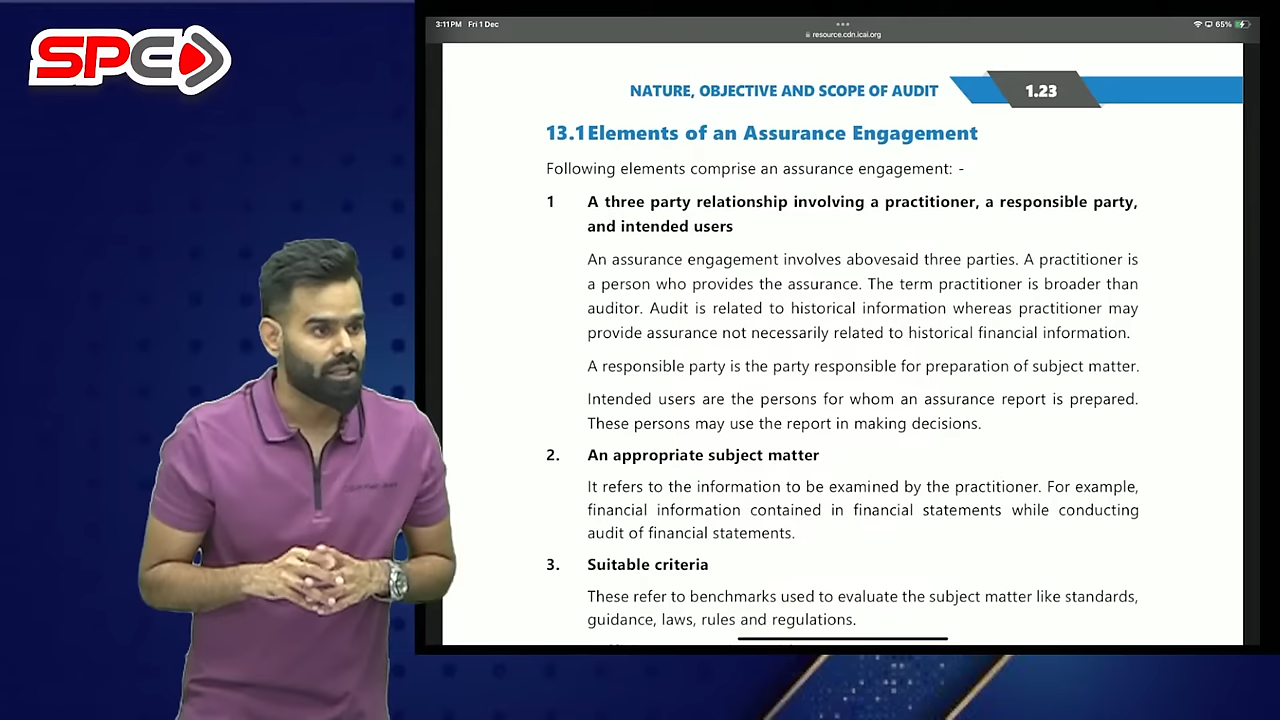 SPC
3:11 PM Fri 1 Dec
resource.cdn.icai.org
65%
NATURE, OBJECTIVE AND SCOPE OF AUDIT
1.23
13.1 Elements of an Assurance Engagement
Following elements comprise an assurance engagement: -
1 A three party relationship involving a practitioner, a responsible party,
and intended users
An assurance engagement involves abovesaid three parties. A practitioner is
a person who provides the assurance. The term practitioner is broader than
auditor. Audit is related to historical information whereas practitioner may
provide assurance not necessarily related to historical financial information.
A responsible party is the party responsible for preparation of subject matter.
Intended users are the persons for whom an assurance report is prepared.
These persons may use the report in making decisions.
2. An appropriate subject matter
It refers to the information to be examined by the practitioner. For example,
financial information contained in financial statements while conducting
audit of financial statements.
3. Suitable criteria
These refer to benchmarks used to evaluate the subject matter like standards,
guidance, laws, rules and regulations.